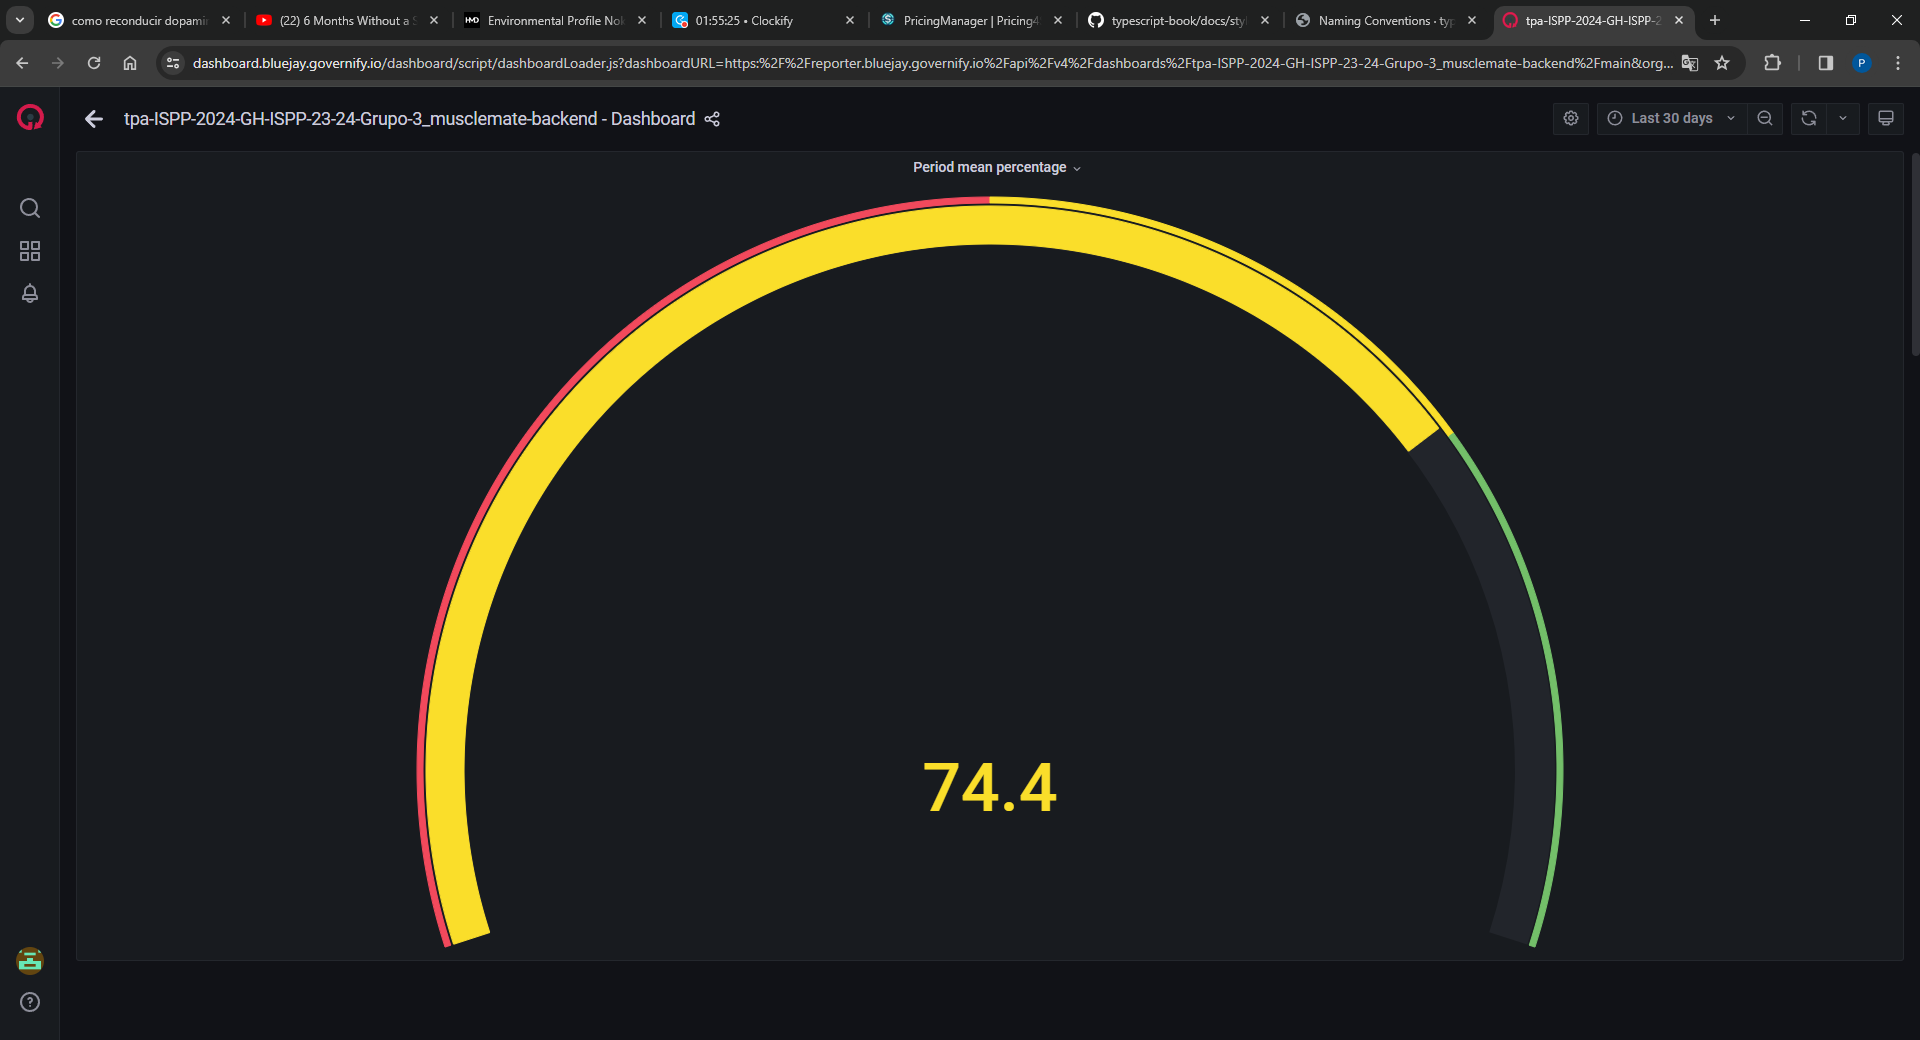 como reconducir dopami
(22) 6 Months Without a S
HMD Environmental Profile Nok
01:55:25 • Clockify
PricingManager | Pricing4
typescript-book/docs/sty
Naming Conventions · typ
tpa-ISPP-2024-GH-ISPP-2
dashboard.bluejay.governify.io/dashboard/script/dashboardLoader.js?dashboardURL=https:%2F%2Freporter.bluejay.governify.io%2Fapi%2Fv4%2Fdashboards%2Ftpa-ISPP-2024-GH-ISPP-23-24-Grupo-3_musclemate-backend%2Fmain&org...
P
tpa-ISPP-2024-GH-ISPP-23-24-Grupo-3_musclemate-backend - Dashboard
Last 30 days
Period mean percentage
74.4